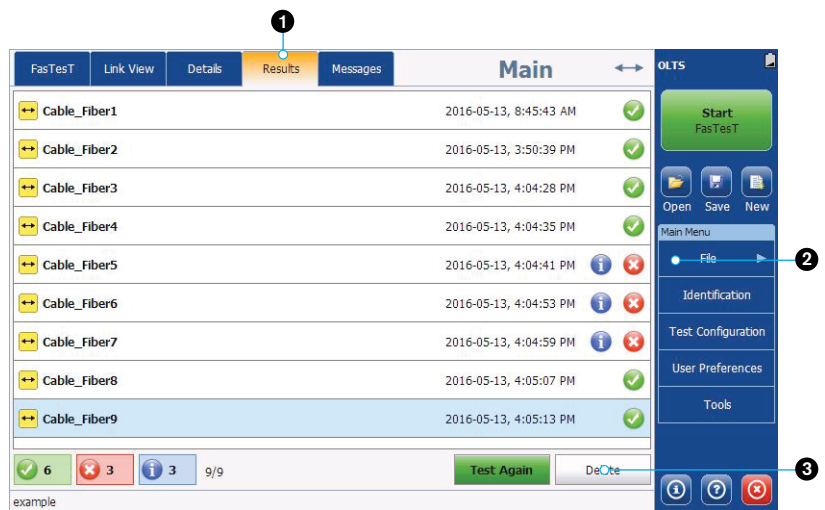 1
FasTesT Link View Details Results Messages Main
OLTS
Cable_Fiber1 2016-05-13, 8:45:43 AM
Cable_Fiber2 2016-05-13, 3:50:39 PM
Cable_Fiber3 2016-05-13, 4:04:28 PM
Cable_Fiber4 2016-05-13, 4:04:35 PM
Cable_Fiber5 2016-05-13, 4:04:41 PM
Cable_Fiber6 2016-05-13, 4:04:53 PM
Cable_Fiber7 2016-05-13, 4:04:59 PM
Cable_Fiber8 2016-05-13, 4:05:07 PM
Cable_Fiber9 2016-05-13, 4:05:13 PM
6 3 3 9/9 Test Again Delete
3
example
Start
FasTesT
Open Save New
Main Menu
File
2
Identification
Test Configuration
User Preferences
Tools